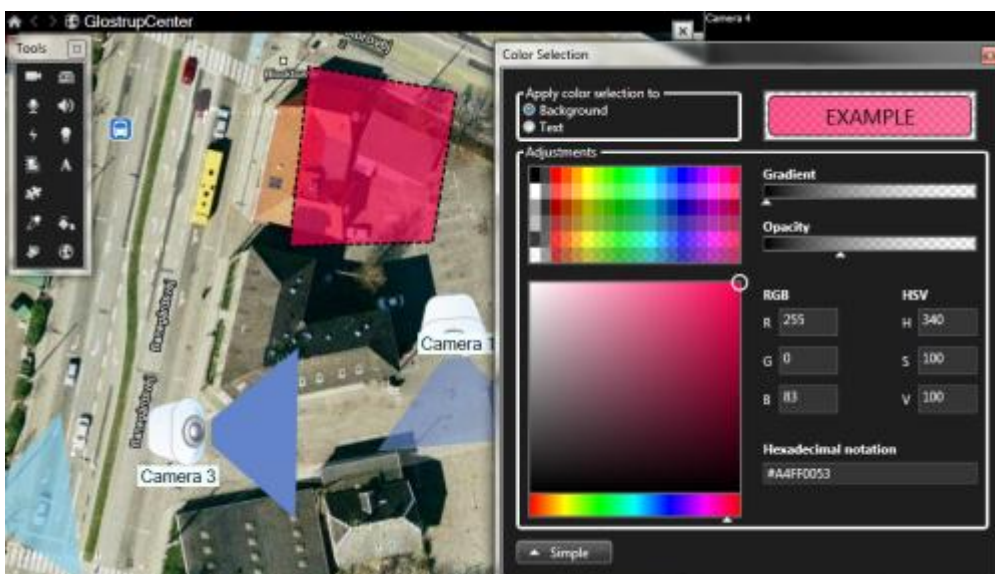 GlostrupCenter
Camera 4
Tools
Color Selection
Apply color selection to
Background
Text
EXAMPLE
Adjustments
Gradient
Opacity
RGB
HSV
R 255
H 340
G 0
S 100
B 83
V 100
Hexadecimal notation
#A4FF0053
Simple
A
Camera 1
Camera 3